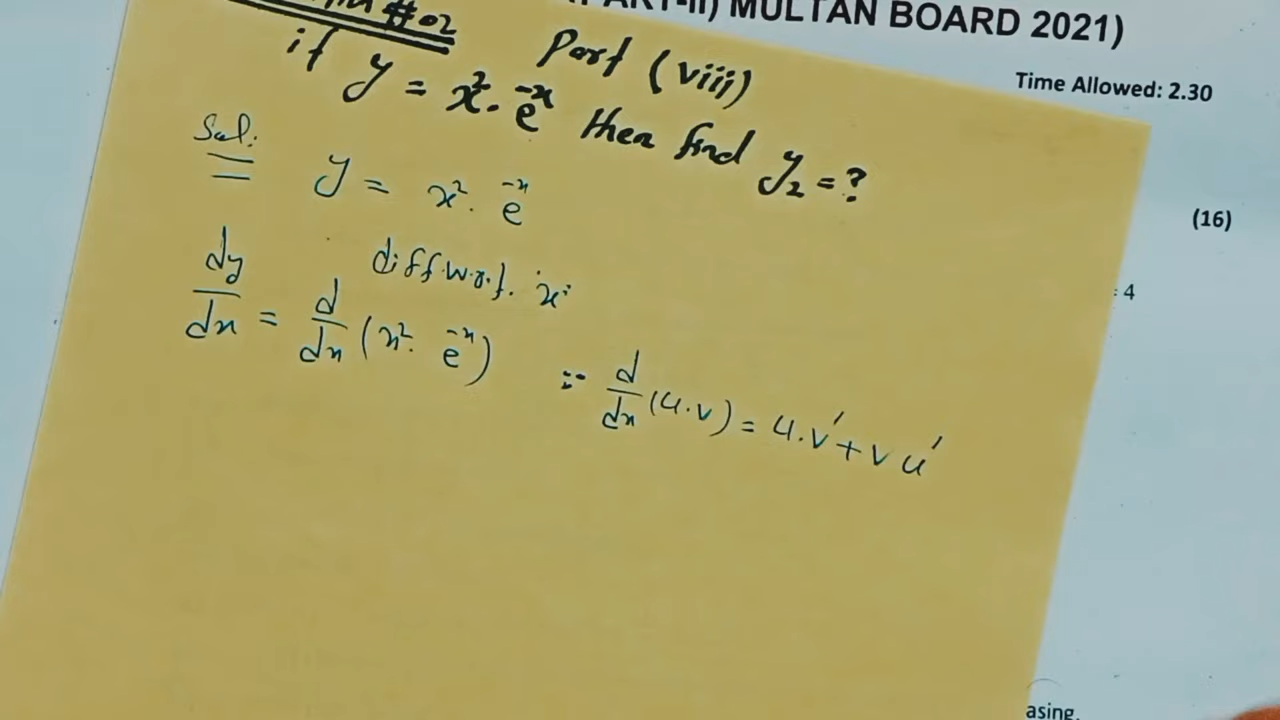 PART-II) MULTAN BOARD 2021)
#02 Part (viii)
Time Allowed: 2.30
if y = x². e⁻ˣ then find y₂ = ?
Sol:
y = x². e⁻ˣ
(16)
diff w.r.t. 'x'
: 4
dy/dx = d/dx (x². e⁻ˣ) ∵ d/dx (u.v) = u.v′ + v u′
asing.